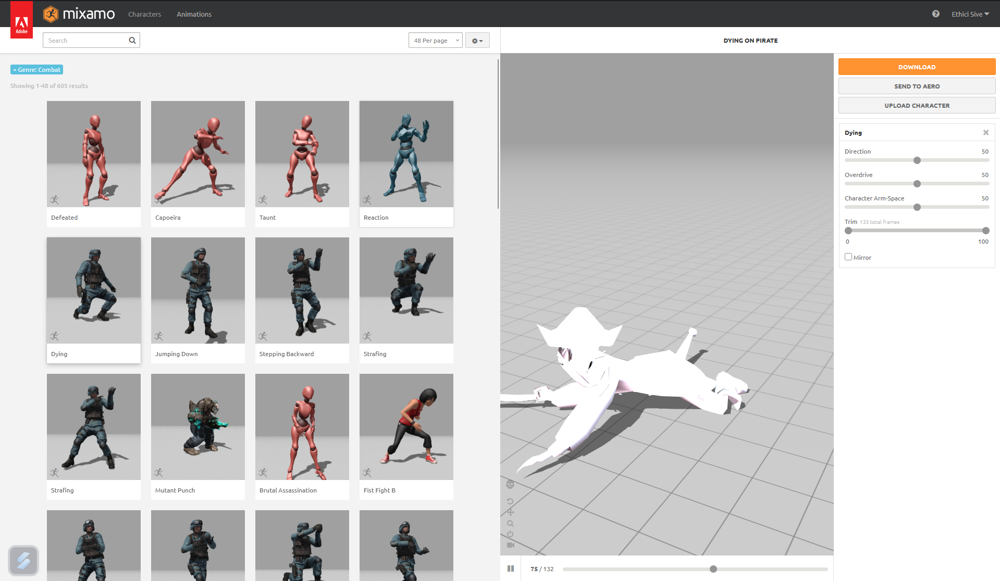 Adobe
mixamo
Characters
Animations
Ethici Sive
Search
48 Per page
DYING ON PIRATE
× Genre: Combat
Showing 1-48 of 605 results
Defeated
Capoeira
Taunt
Reaction
Dying
Jumping Down
Stepping Backward
Strafing
Strafing
Mutant Punch
Brutal Assassination
Fist Fight B
75 / 132
DOWNLOAD
SEND TO AERO
UPLOAD CHARACTER
Dying
Direction 50
Overdrive 50
Character Arm-Space 50
Trim 133 total frames
0 100
Mirror